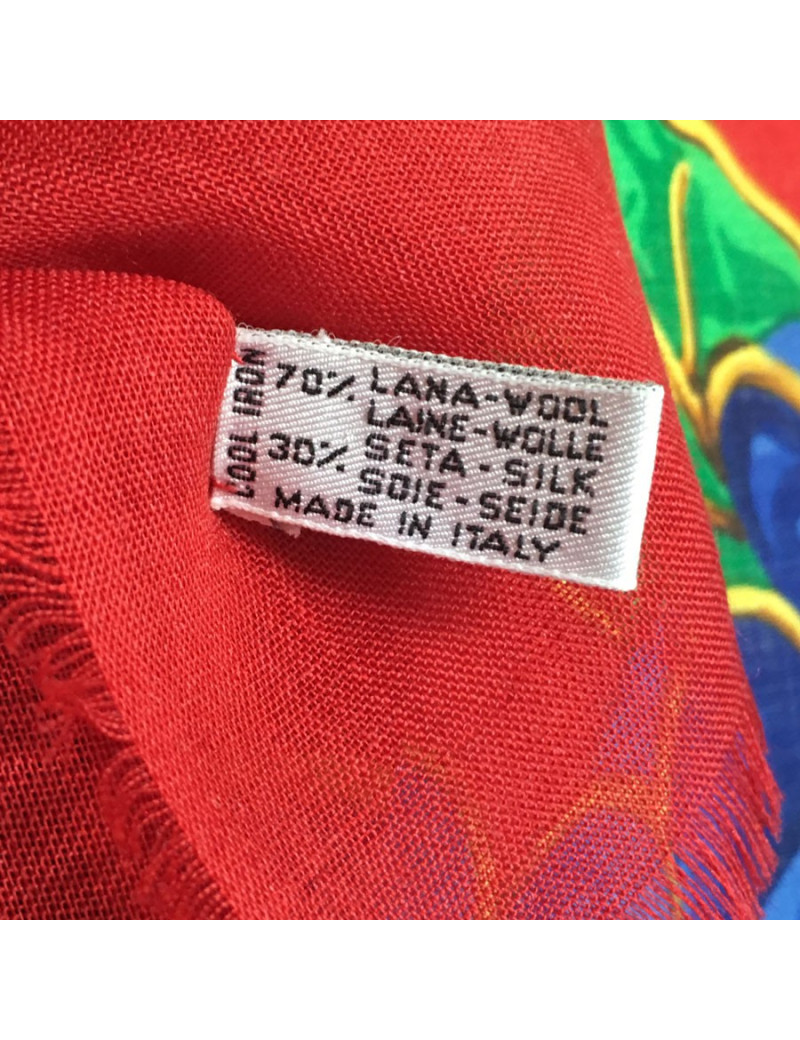 COOL IRON
70% LANA-WOOL
LAINE-WOLLE
30% SETA-SILK
SOIE-SEIDE
MADE IN ITALY